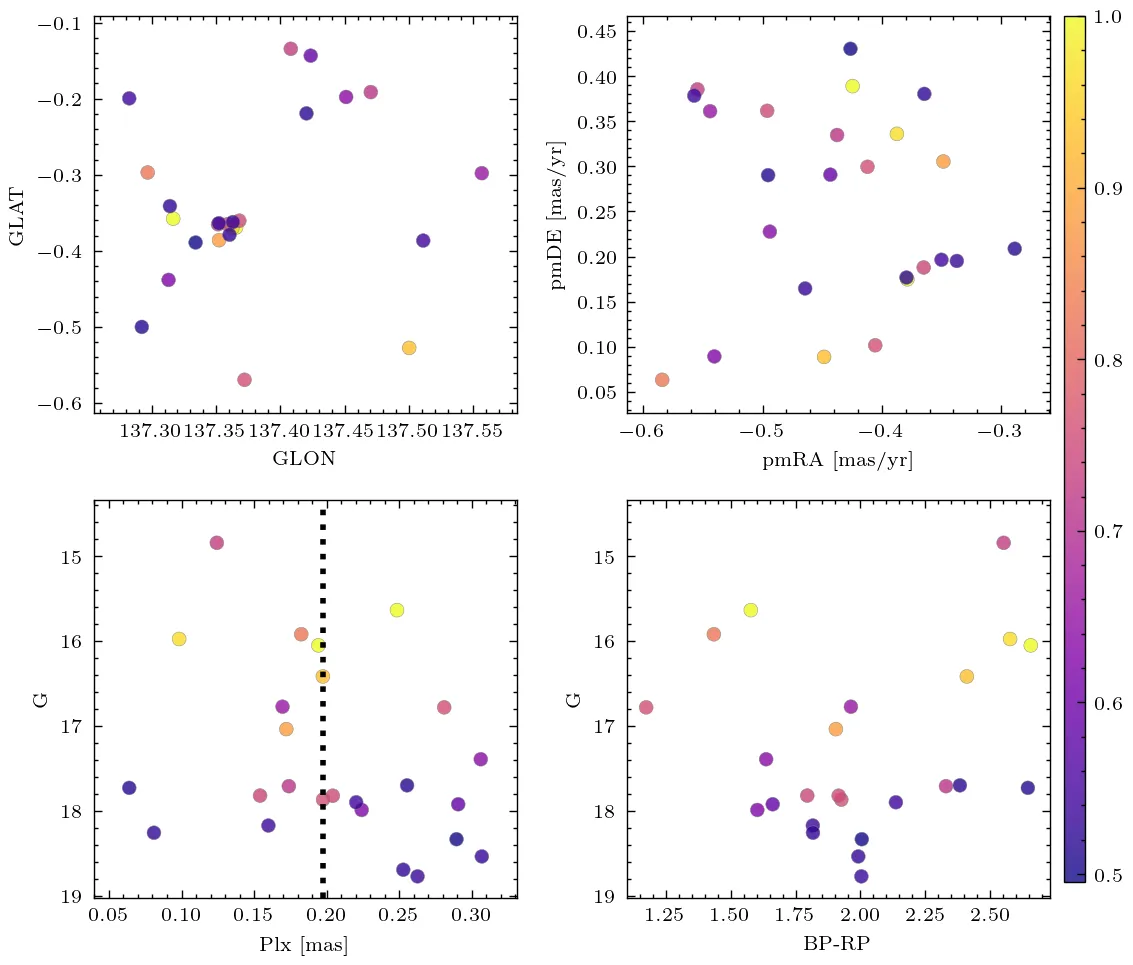 −0.1
−0.2
−0.3
−0.4
−0.5
−0.6
GLAT
137.30 137.35 137.40 137.45 137.50 137.55
GLON
0.45
0.40
0.35
0.30
0.25
0.20
0.15
0.10
0.05
pmDE [mas/yr]
−0.6 −0.5 −0.4 −0.3
pmRA [mas/yr]
1.0
0.9
0.8
0.7
0.6
0.5
15
16
17
18
19
G
0.05 0.10 0.15 0.20 0.25 0.30
Plx [mas]
15
16
17
18
19
G
1.25 1.50 1.75 2.00 2.25 2.50
BP-RP